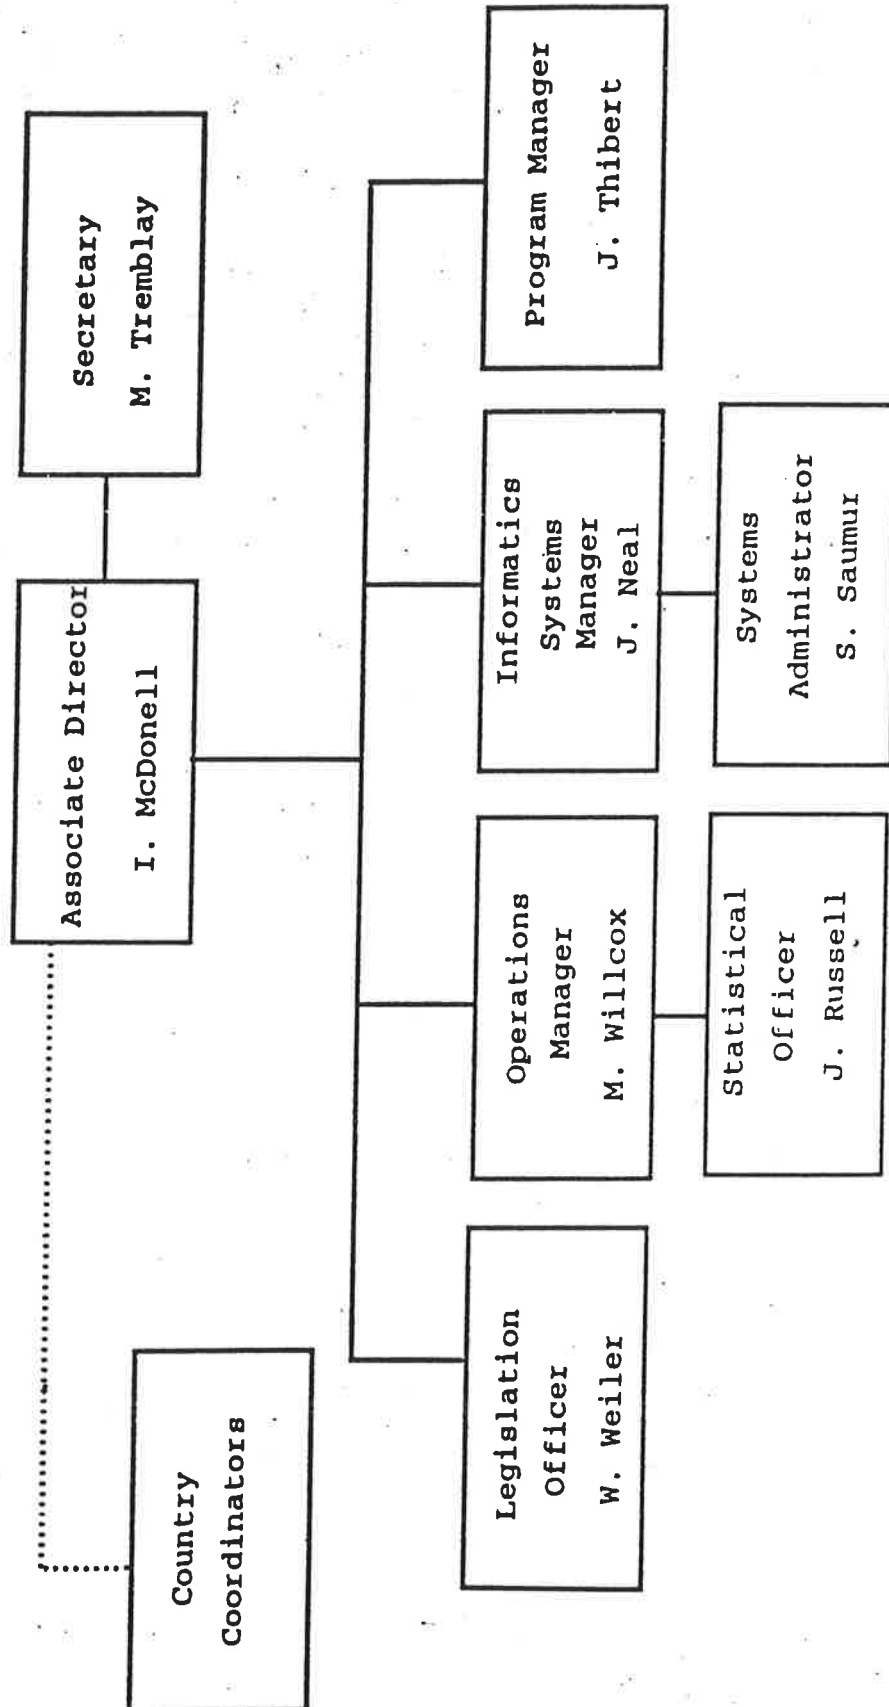 Associate Director
I. McDonell
Secretary
M. Tremblay
Country
Coordinators
Legislation
Officer
W. Weiler
Operations
Manager
M. Willcox
Informatics
Systems
Manager
J. Neal
Program Manager
J. Thibert
Statistical
Officer
J. Russell
Systems
Administrator
S. Saumur